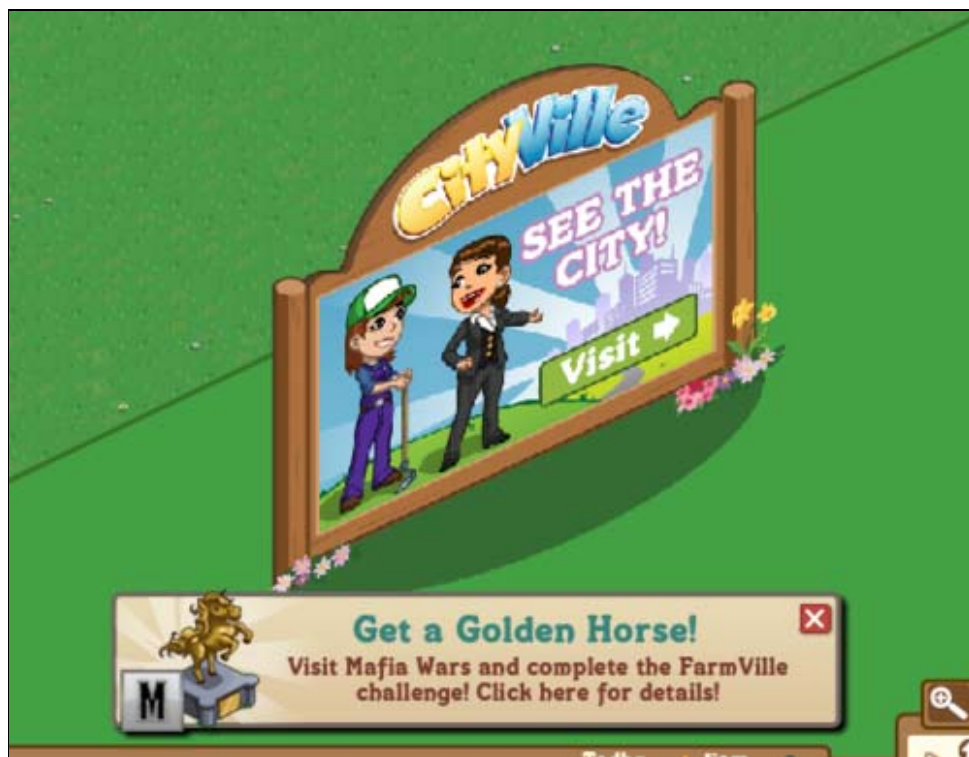 CityVille
SEE THE
CITY!
Visit
Get a Golden Horse!
Visit Mafia Wars and complete the FarmVille
challenge! Click here for details!
M